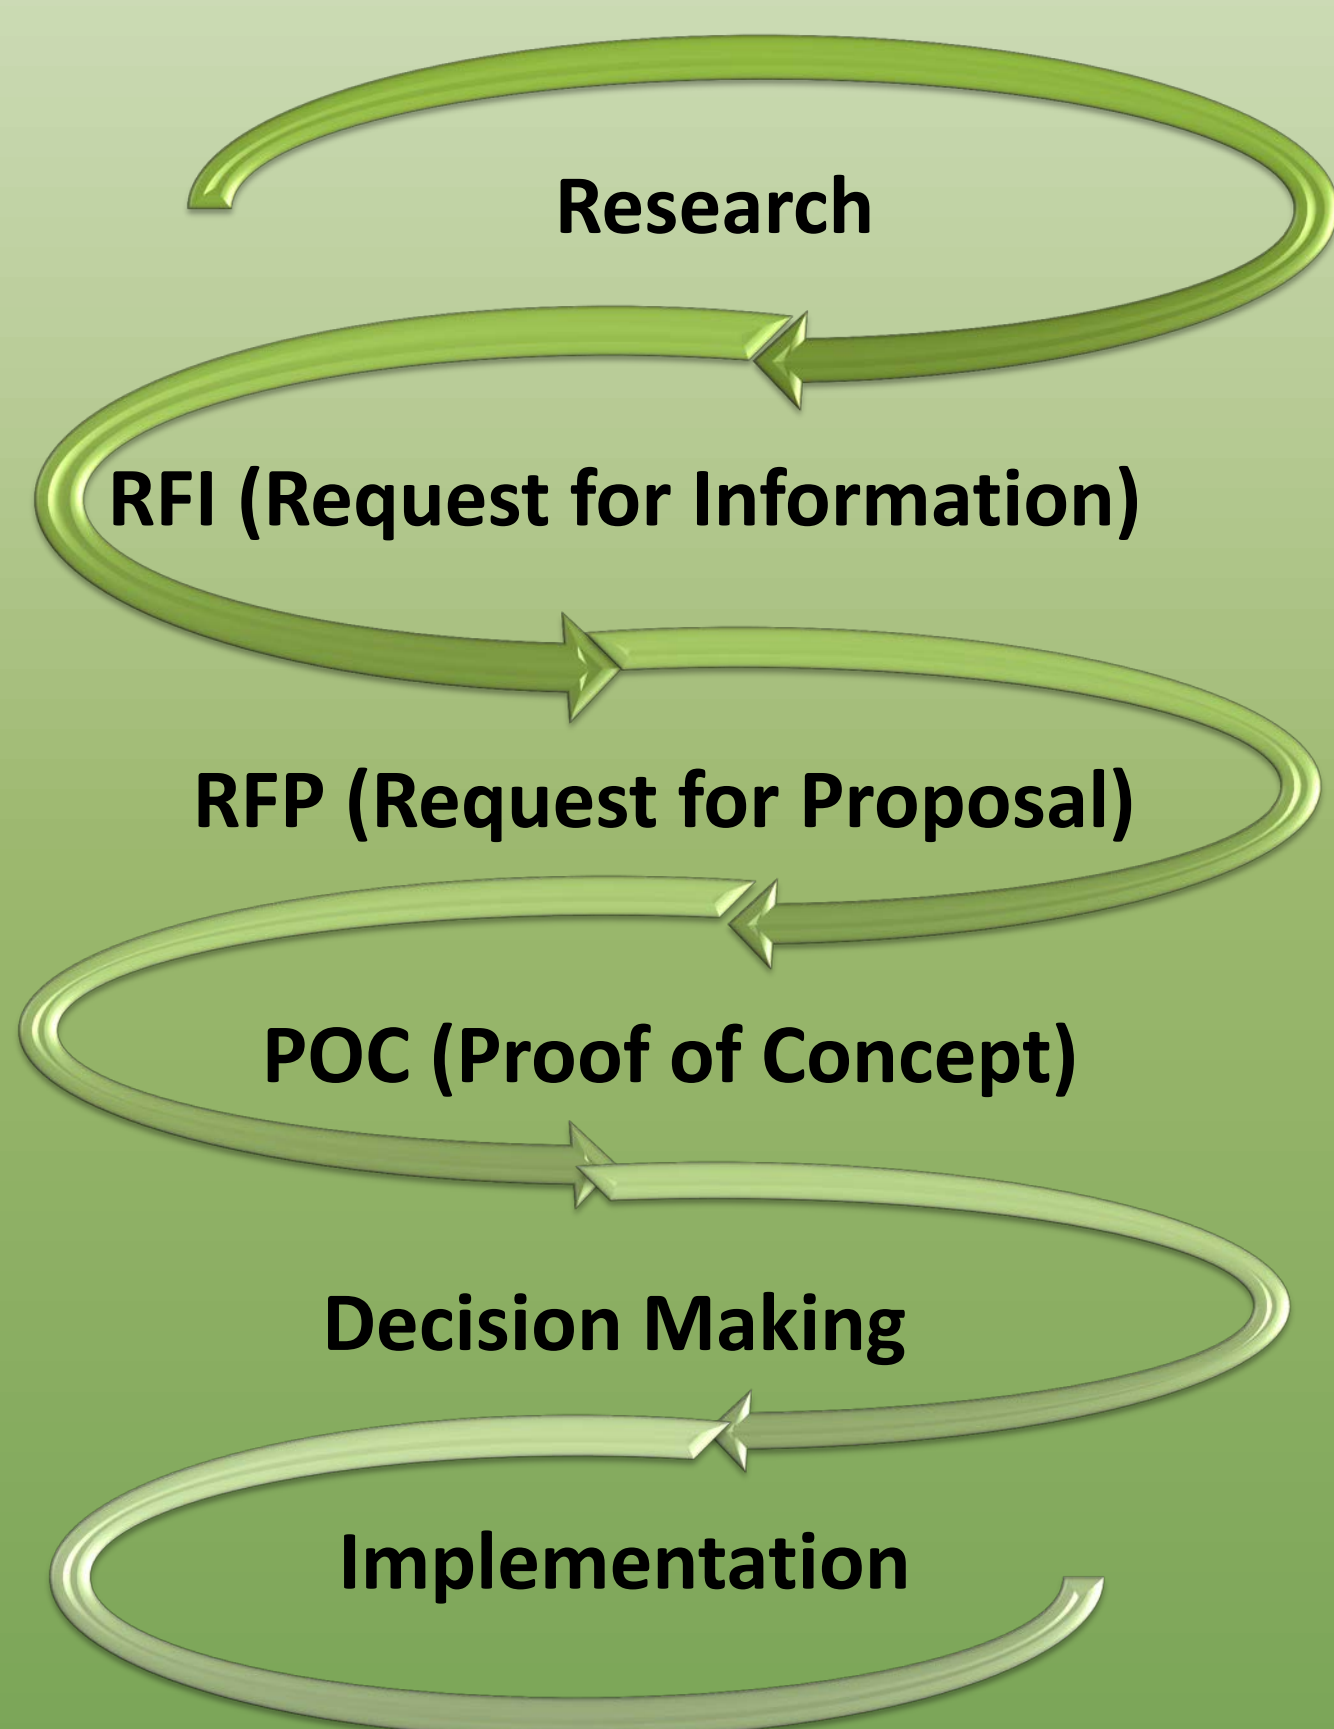 Research
RFI (Request for Information)
RFP (Request for Proposal)
POC (Proof of Concept)
Decision Making
Implementation